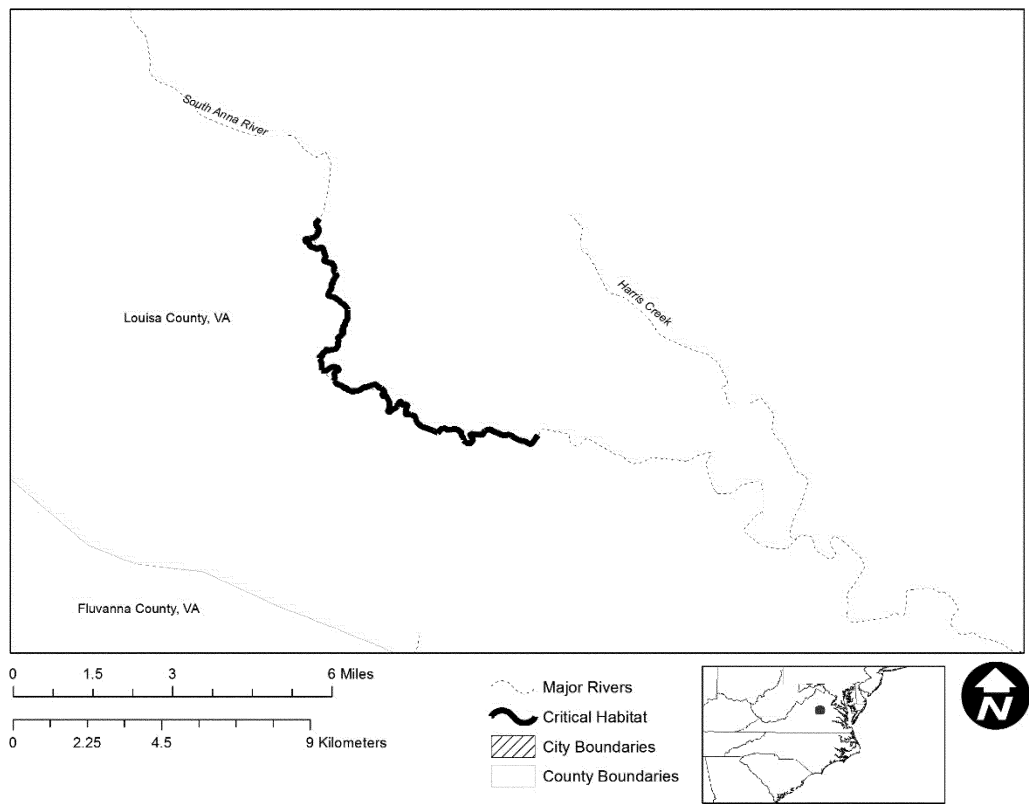 South Anna River
Harris Creek
Louisa County, VA
Fluvanna County, VA
0 1.5 3 6 Miles
0 2.25 4.5 9 Kilometers
Major Rivers
Critical Habitat
City Boundaries
County Boundaries
N